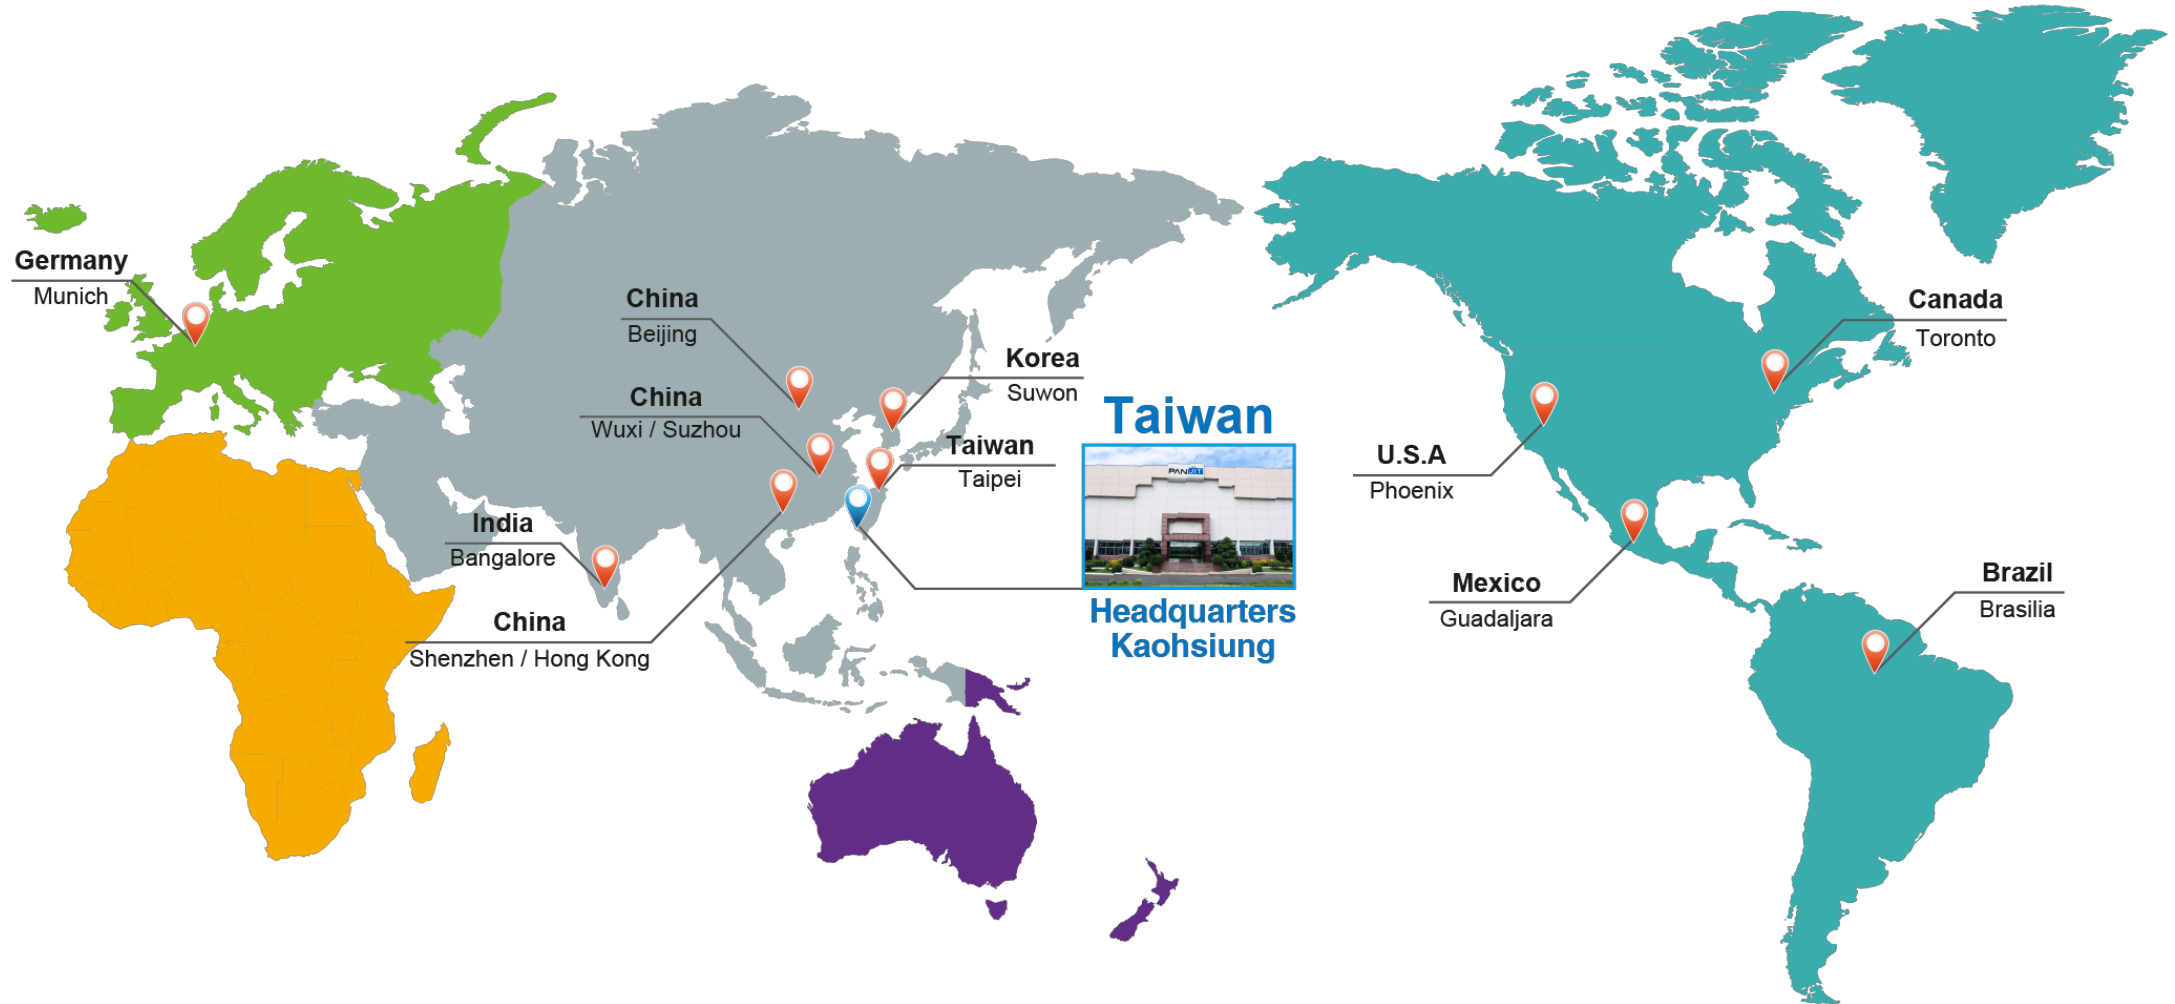 Germany
Munich
China
Beijing
China
Wuxi / Suzhou
Korea
Suwon
Taiwan
Taipei
India
Bangalore
China
Shenzhen / Hong Kong
Taiwan
PANJIT
Headquarters
Kaohsiung
Canada
Toronto
U.S.A
Phoenix
Mexico
Guadaljara
Brazil
Brasilia